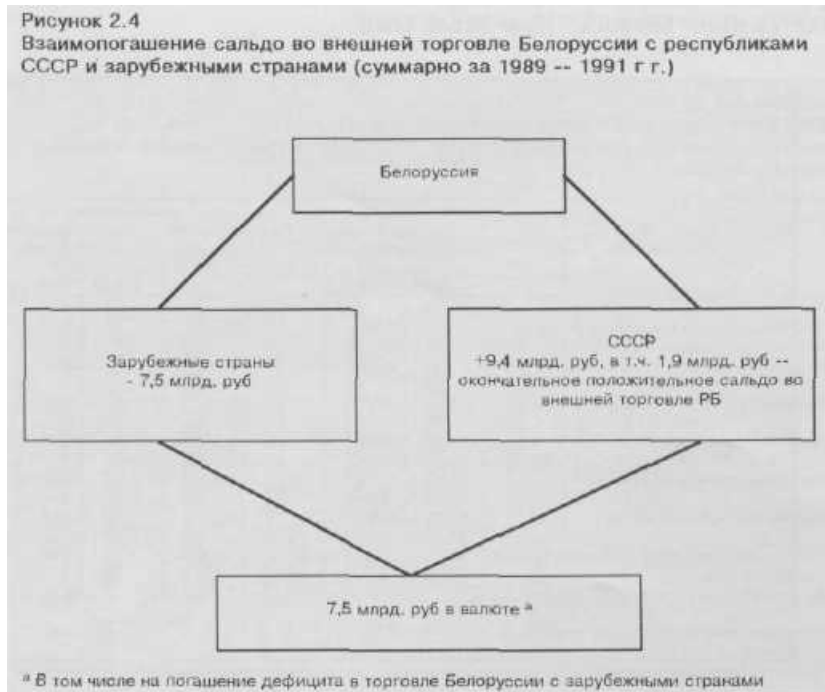 Рисунок 2.4
Взаимопогашение сальдо во внешней торговле Белоруссии с республиками
СССР и зарубежными странами (суммарно за 1989 -- 1991 г г.)
Белоруссия
Зарубежные страны
- 7,5 млрд. руб
СССР
+9,4 млрд. руб, в т.ч. 1,9 млрд. руб --
окончательное положительное сальдо во
внешней торговле РБ
7,5 млрд. руб в валюте ª
ª В том числе на погашение дефицита в торговле Белоруссии с зарубежными странами